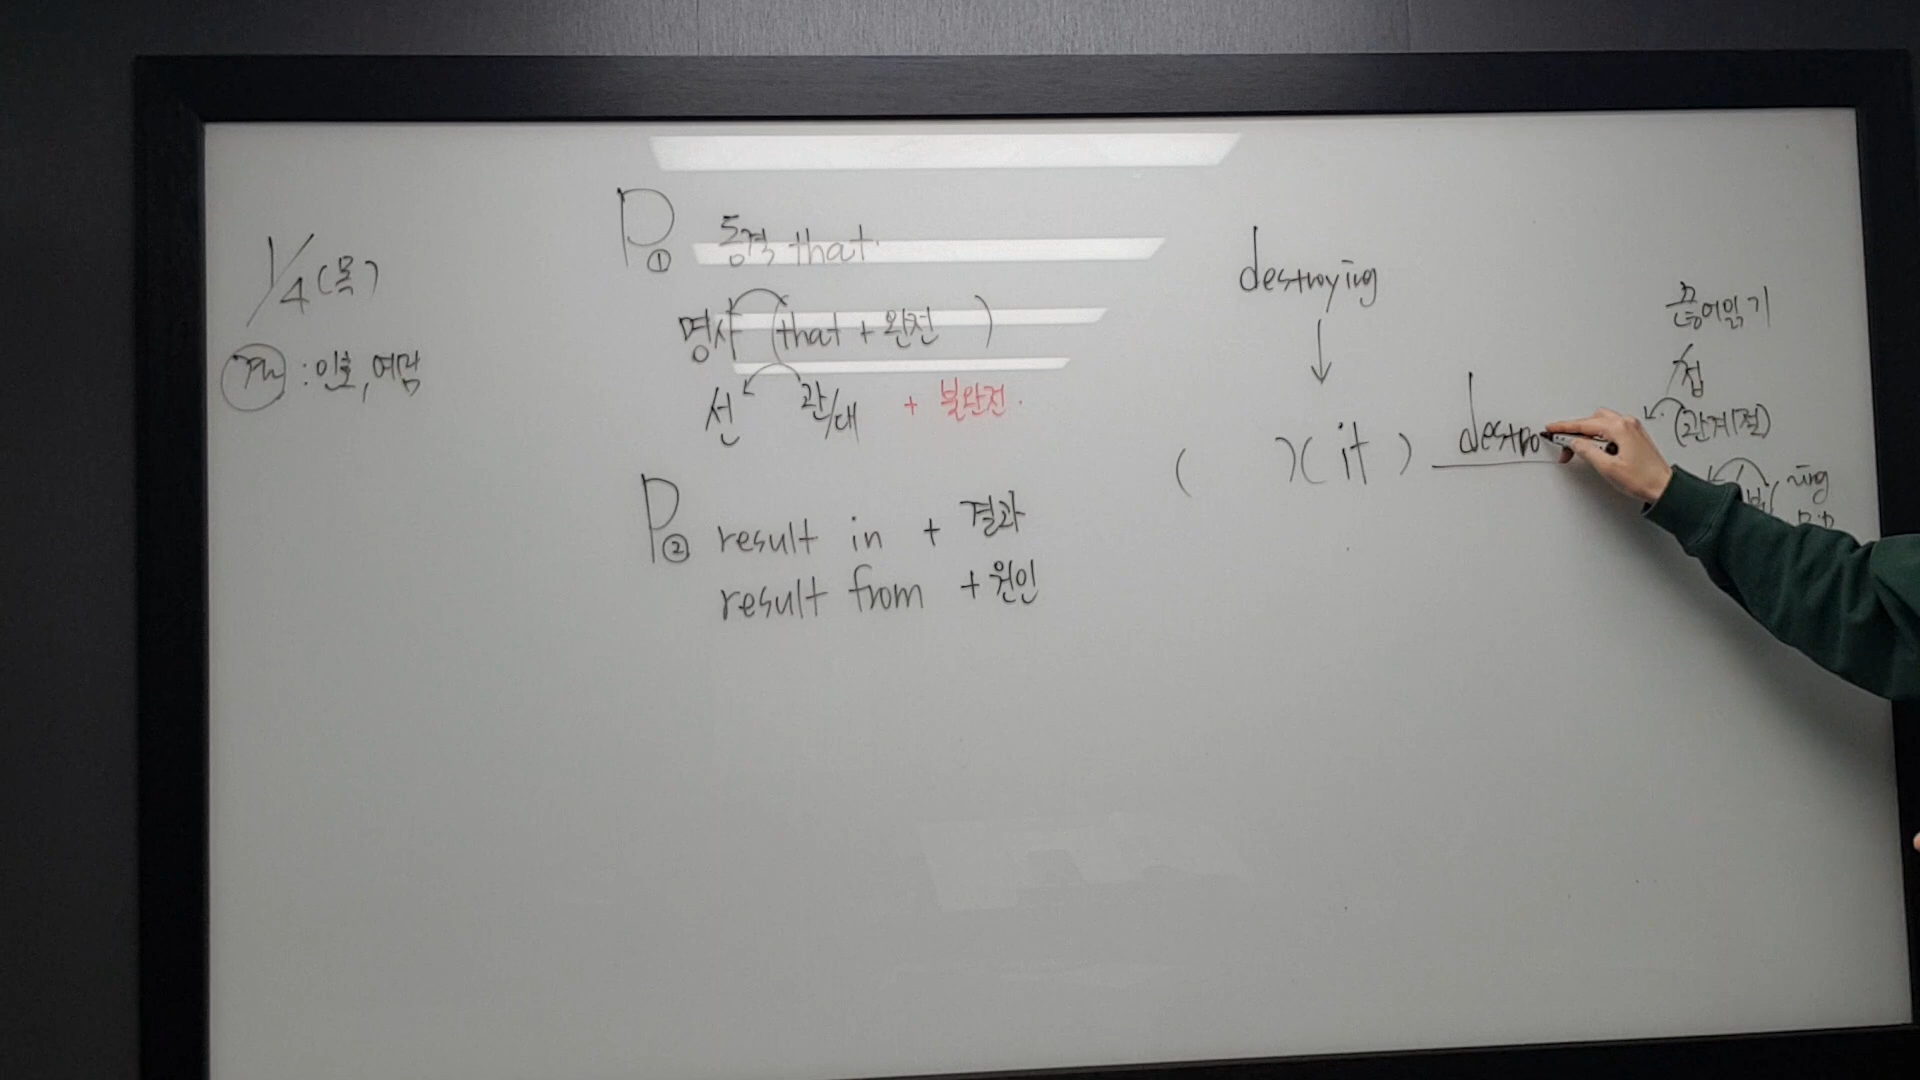 1/4 (목)
: 인호, 여람
P① 동격 that
명사 (that + 완전 )
선 관/대 + 불완전.
P② result in + 결과
result from + 원인
destroying
↓
( )( it ) destro
끊어읽기
접
(관계절)
~ing
p.p